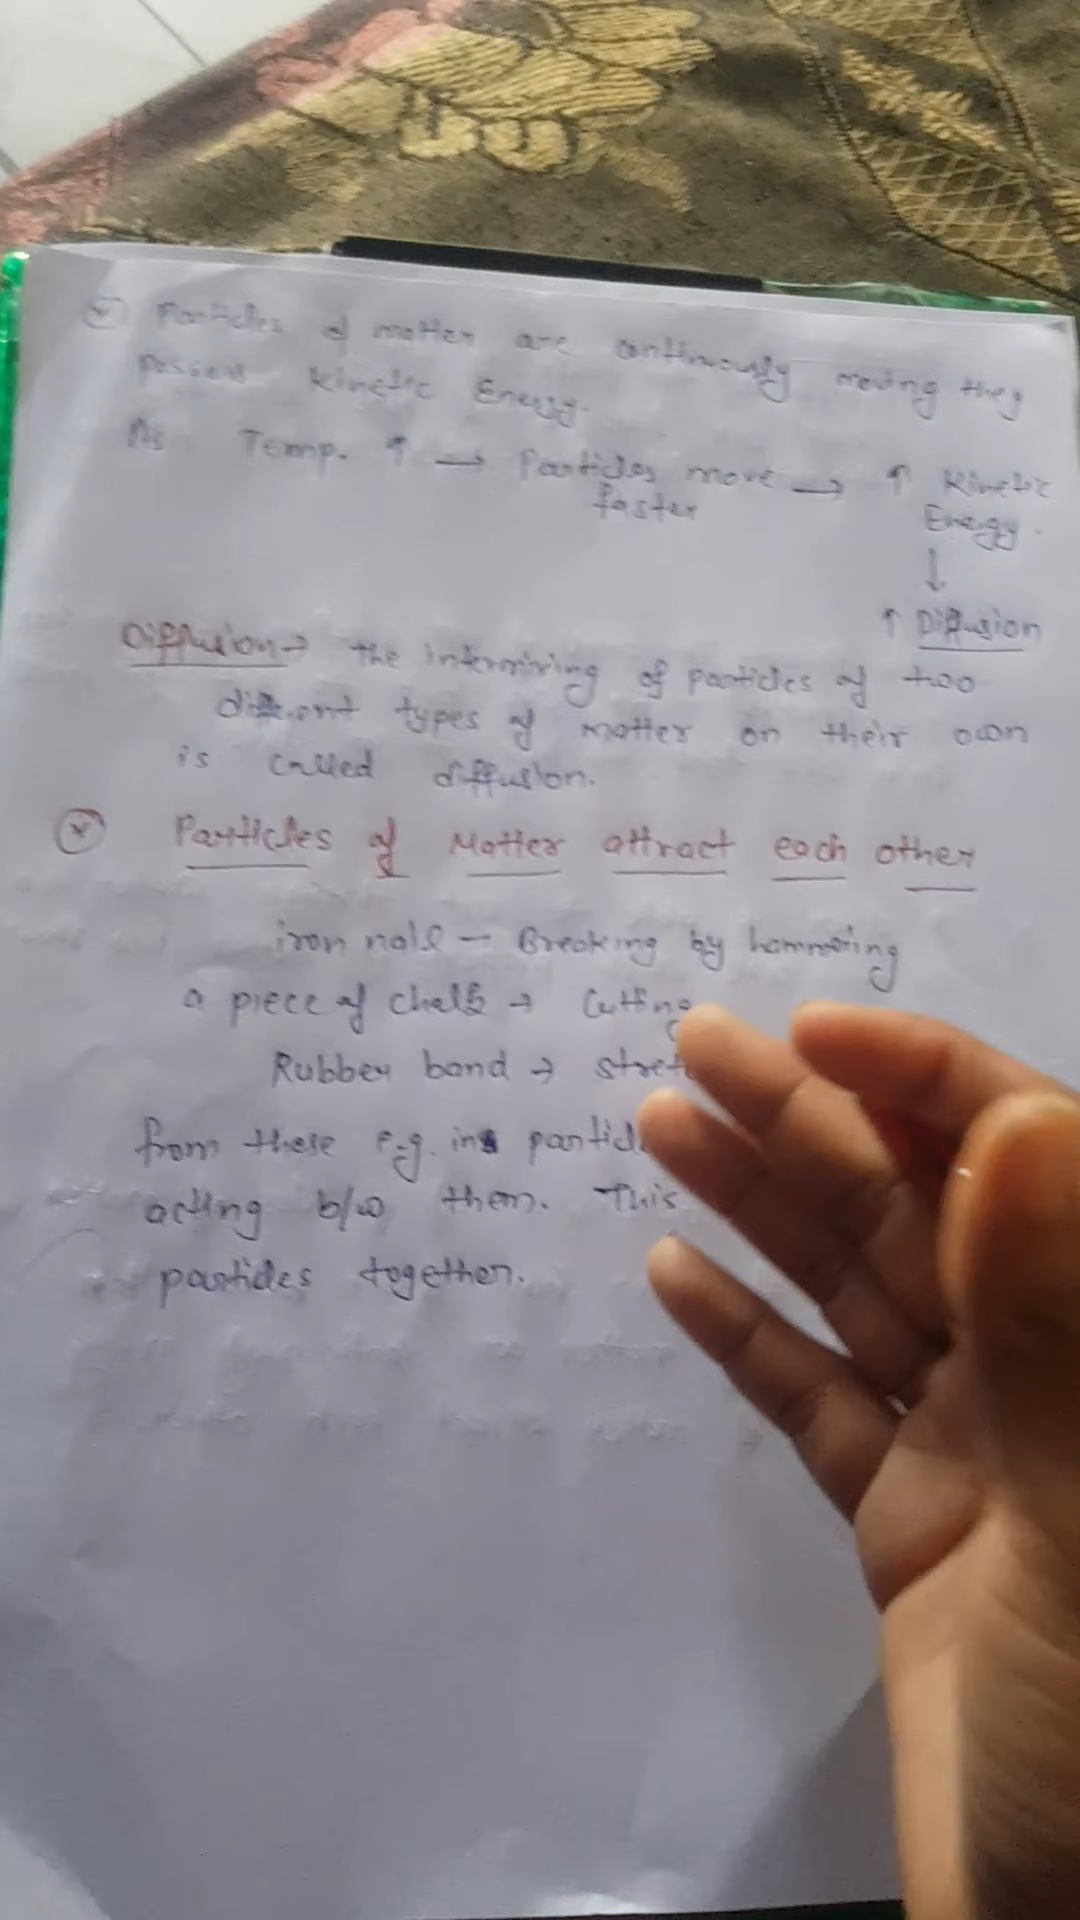 Particles of matter are continuously moving they
possess kinetic Energy.
As Temp. ↑ → Particles move → ↑ Kinetic
faster Energy.
↓
↑ Diffusion
Diffusion → the intermixing of particles of two
different types of matter on their own
is called diffusion.
Particles of Matter attract each other
iron nale – Breaking by hammering
a piece of chalk → Cutting
Rubber band →
from these e.g. in
acting b/w them. This
particles together.